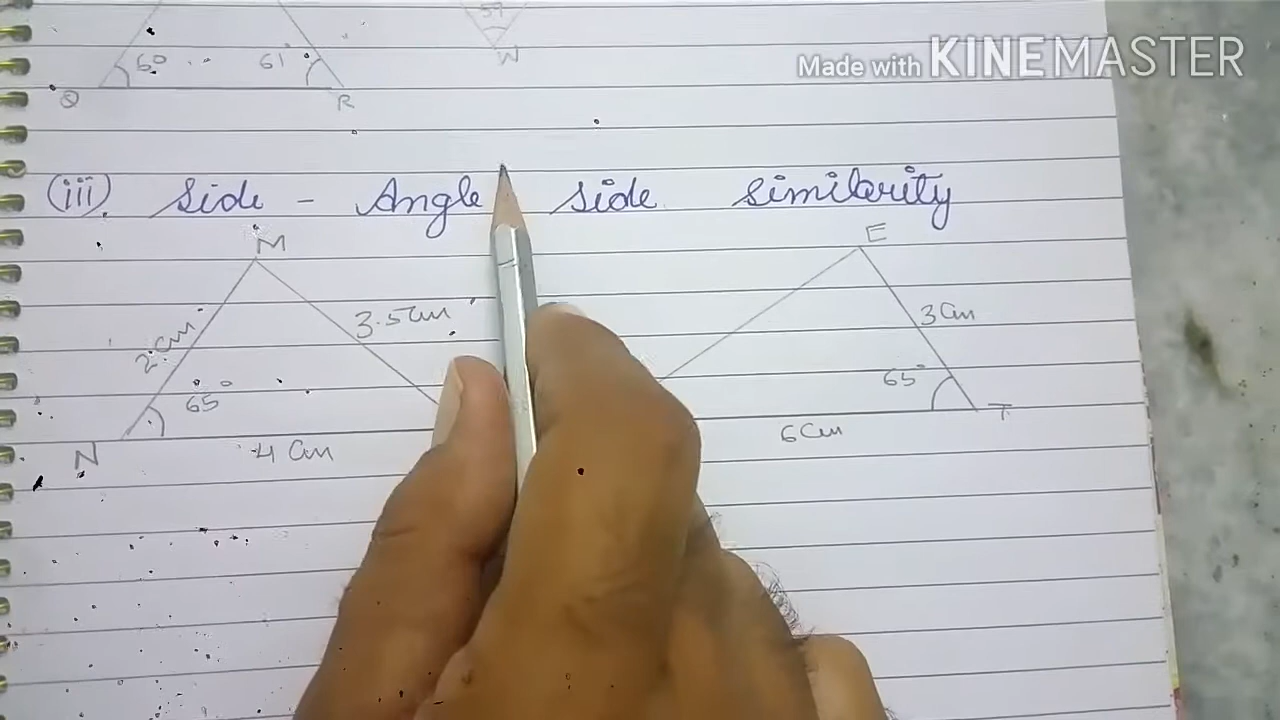 59
60 61°
W
Made with KINEMASTER
Q R
(iii). Side - Angle Side Similarity
M E
2 cm 3.5 cm 3 cm
65° 65°
N 4 cm 6 cm T